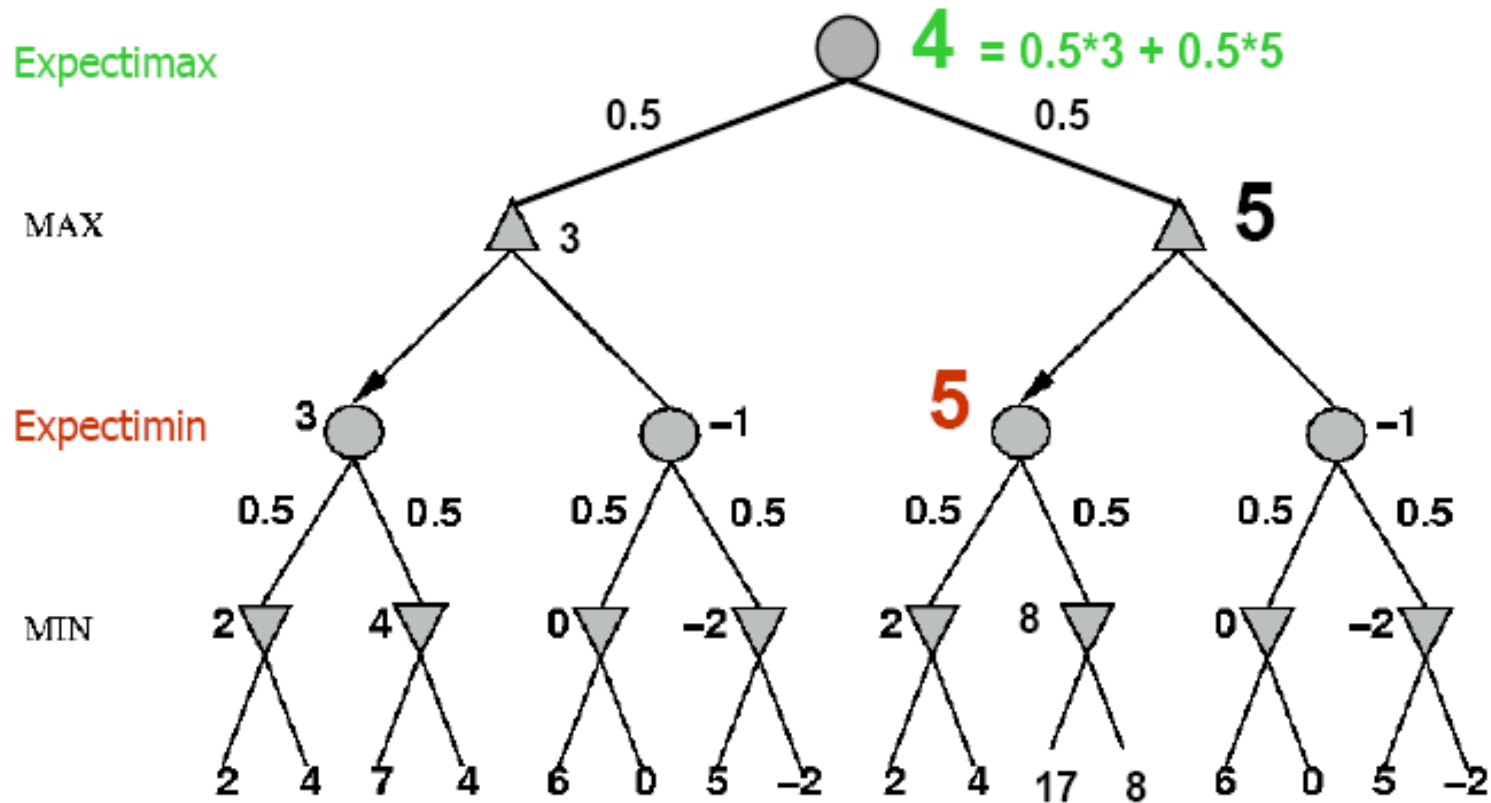 Expectimax 4 = 0.5*3 + 0.5*5
0.5 0.5
MAX 3 5
Expectimin 3 –1 5 –1
0.5 0.5 0.5 0.5 0.5 0.5 0.5 0.5
MIN 2 4 0 –2 2 8 0 –2
2 4 7 4 6 0 5 –2 2 4 17 8 6 0 5 –2